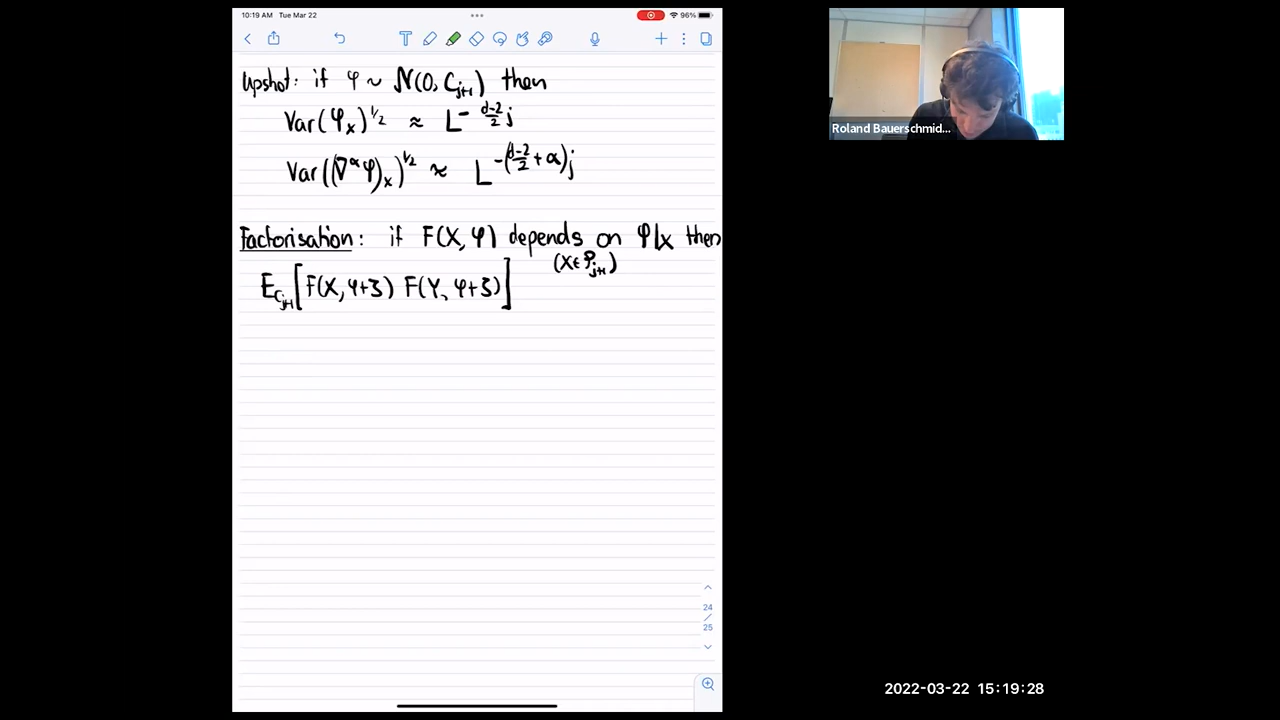 10:19 AM Tue Mar 22
96%
T
Upshot: if φ ~ N(0, C_{j+1}) then
Var(φ_x)^{1/2} ≈ L^{-\frac{d-2}{2}j}
Var((∇^α φ)_x)^{1/2} ≈ L^{-(\frac{d-2}{2}+α)j}
Factorisation: if F(X, φ) depends on φ|_X then
(X ∈ P_{j+1})
E_{C_{j+1}}[F(X, φ+ζ) F(Y, φ+ζ)]
24
/
25
Roland Bauerschmid...
2022-03-22 15:19:28